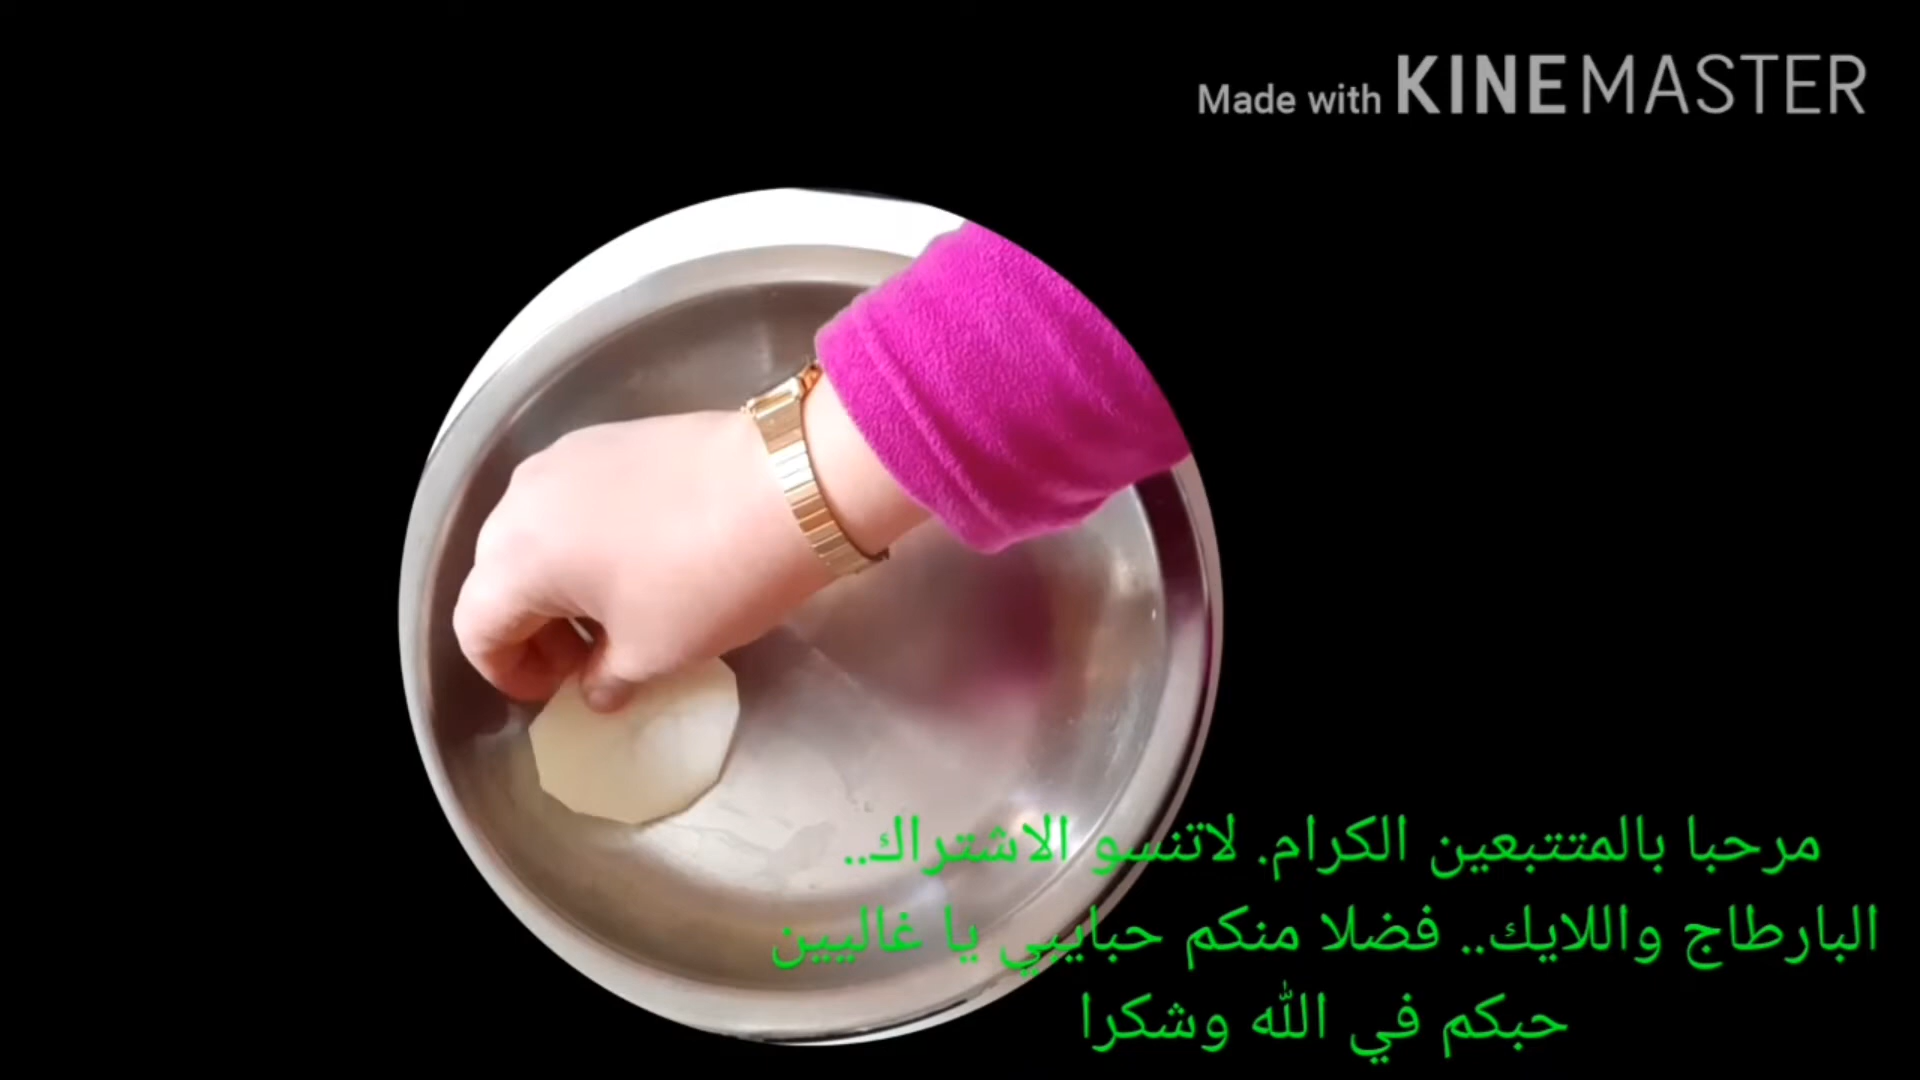 Made with KINEMASTER
مرحبا بالمتتبعين الكرام. لاتنسو الاشتراك..
البارطاج واللايك.. فضلا منكم حبايبي يا غاليين
حبكم في الله وشكرا